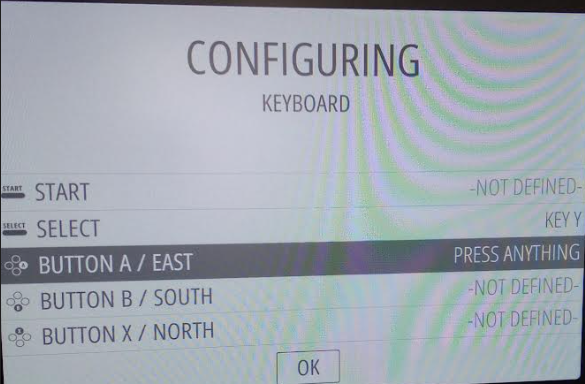 CONFIGURING
KEYBOARD
START START -NOT DEFINED-
SELECT SELECT KEY Y
BUTTON A / EAST PRESS ANYTHING
BUTTON B / SOUTH -NOT DEFINED-
BUTTON X / NORTH -NOT DEFINED-
OK